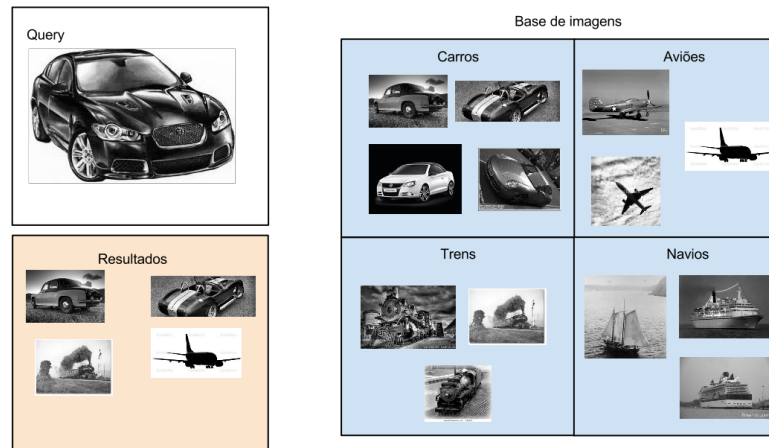 Query
Resultados
Base de imagens
Carros
Aviões
Trens
Navios